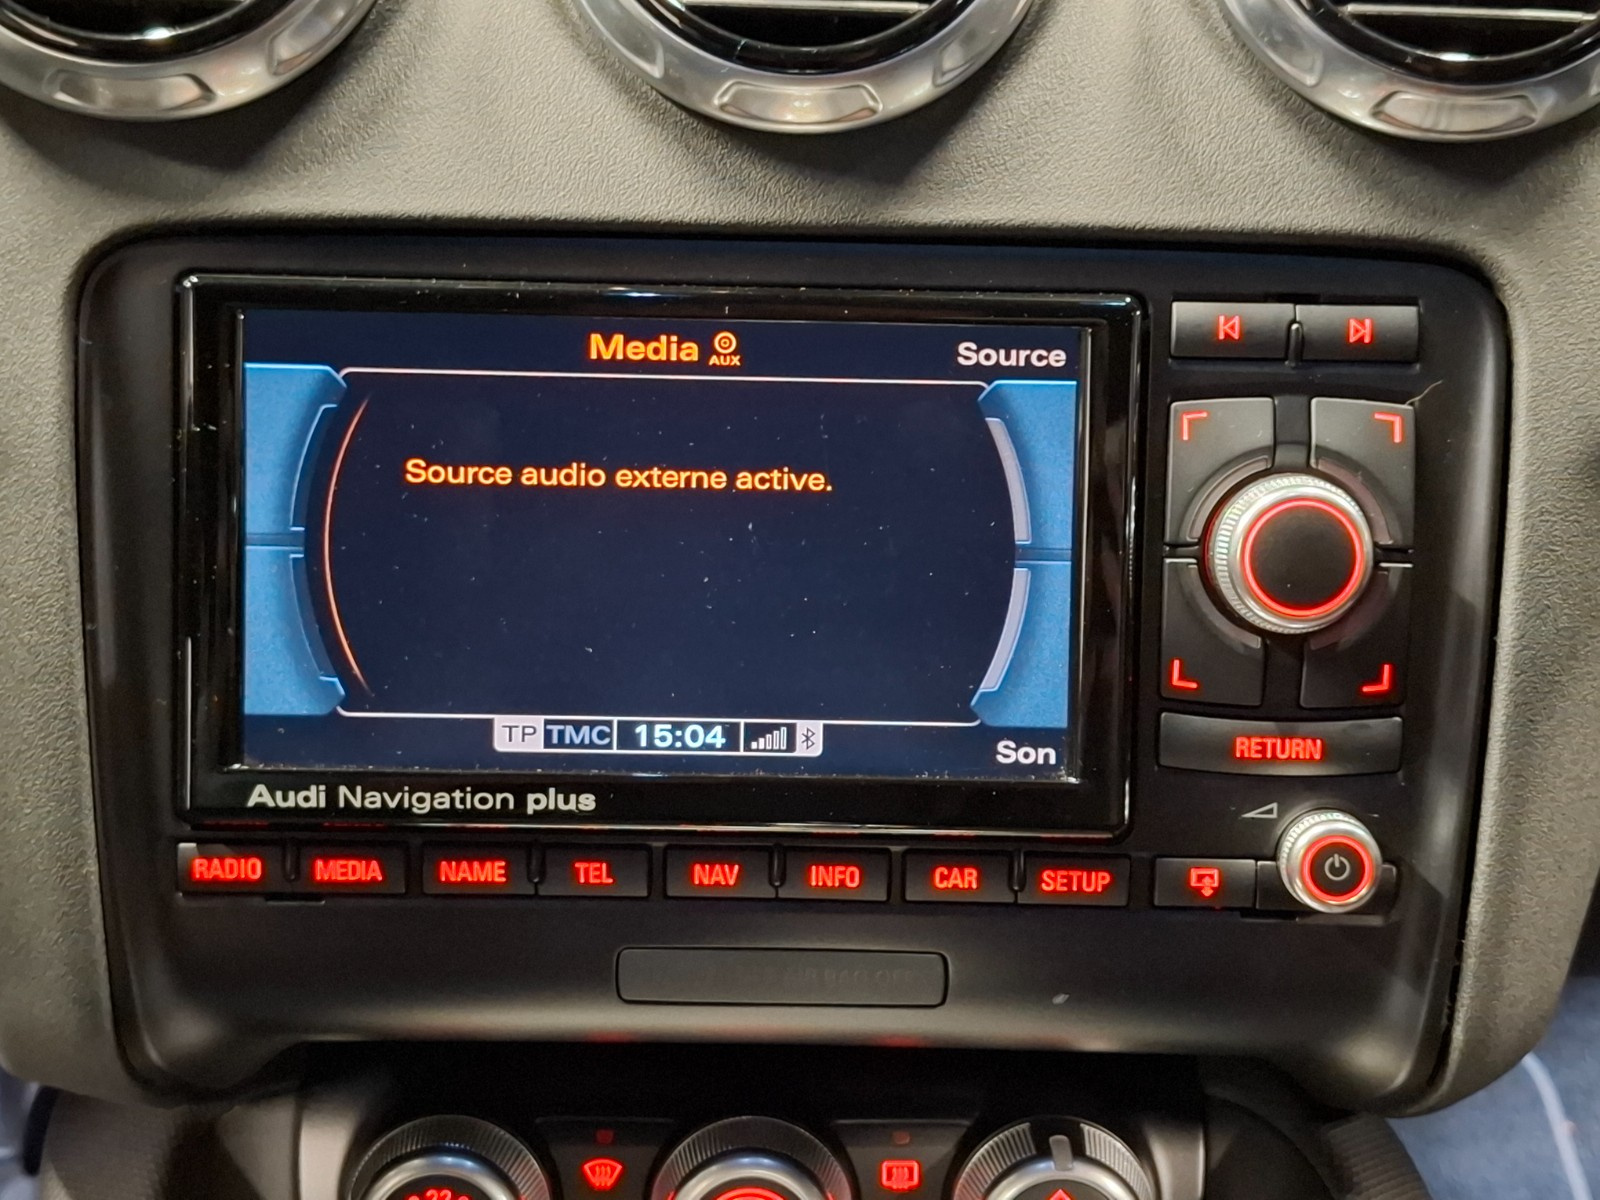 Media AUX
Source
Source audio externe active.
TP TMC 15:04
Son
Audi Navigation plus
RETURN
RADIO MEDIA NAME TEL NAV INFO CAR SETUP